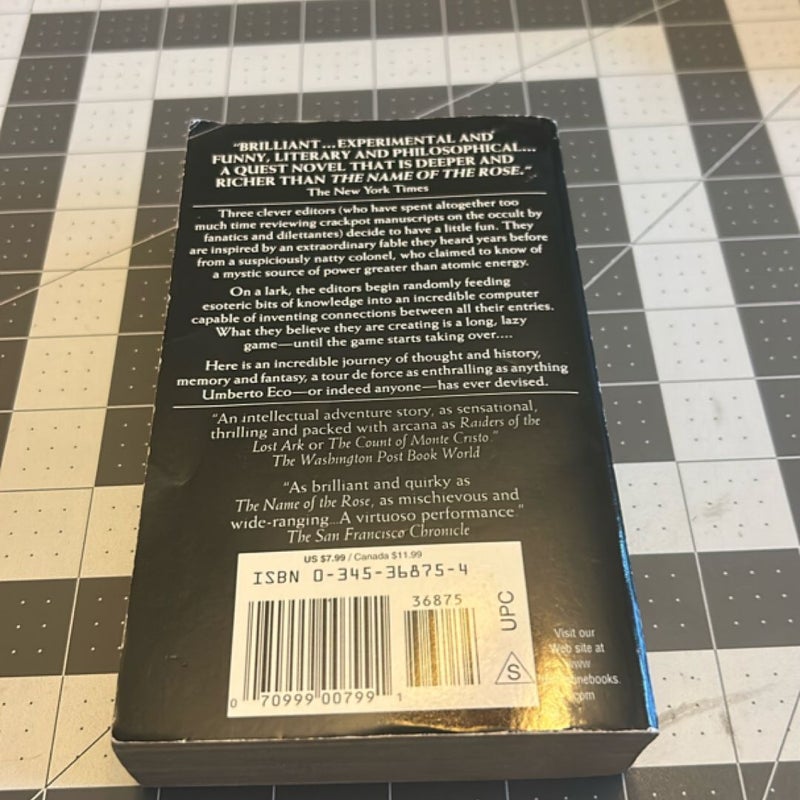 "BRILLIANT...EXPERIMENTAL AND
FUNNY, LITERARY AND PHILOSOPHICAL...
A QUEST NOVEL THAT IS DEEPER AND
RICHER THAN THE NAME OF THE ROSE."
The New York Times
Three clever editors (who have spent altogether too
much time reviewing crackpot manuscripts on the occult by
fanatics and dilettantes) decide to have a little fun. They
are inspired by an extraordinary fable they heard years before
from a suspiciously natty colonel, who claimed to know of
a mystic source of power greater than atomic energy.
On a lark, the editors begin randomly feeding
esoteric bits of knowledge into an incredible computer
capable of inventing connections between all their entries.
What they believe they are creating is a long, lazy
game—until the game starts taking over....
Here is an incredible journey of thought and history,
memory and fantasy, a tour de force as enthralling as anything
Umberto Eco—or indeed anyone—has ever devised.
"An intellectual adventure story, as sensational,
thrilling and packed with arcana as Raiders of the
Lost Ark or The Count of Monte Cristo."
The Washington Post Book World
"As brilliant and quirky as
The Name of the Rose, as mischievous and
wide-ranging...A virtuoso performance."
The San Francisco Chronicle
US $7.99 / Canada $11.99
ISBN 0-345-36875-4
36875
UPC
S
0 70999 00799 1
Visit our
Web site at
www
.com